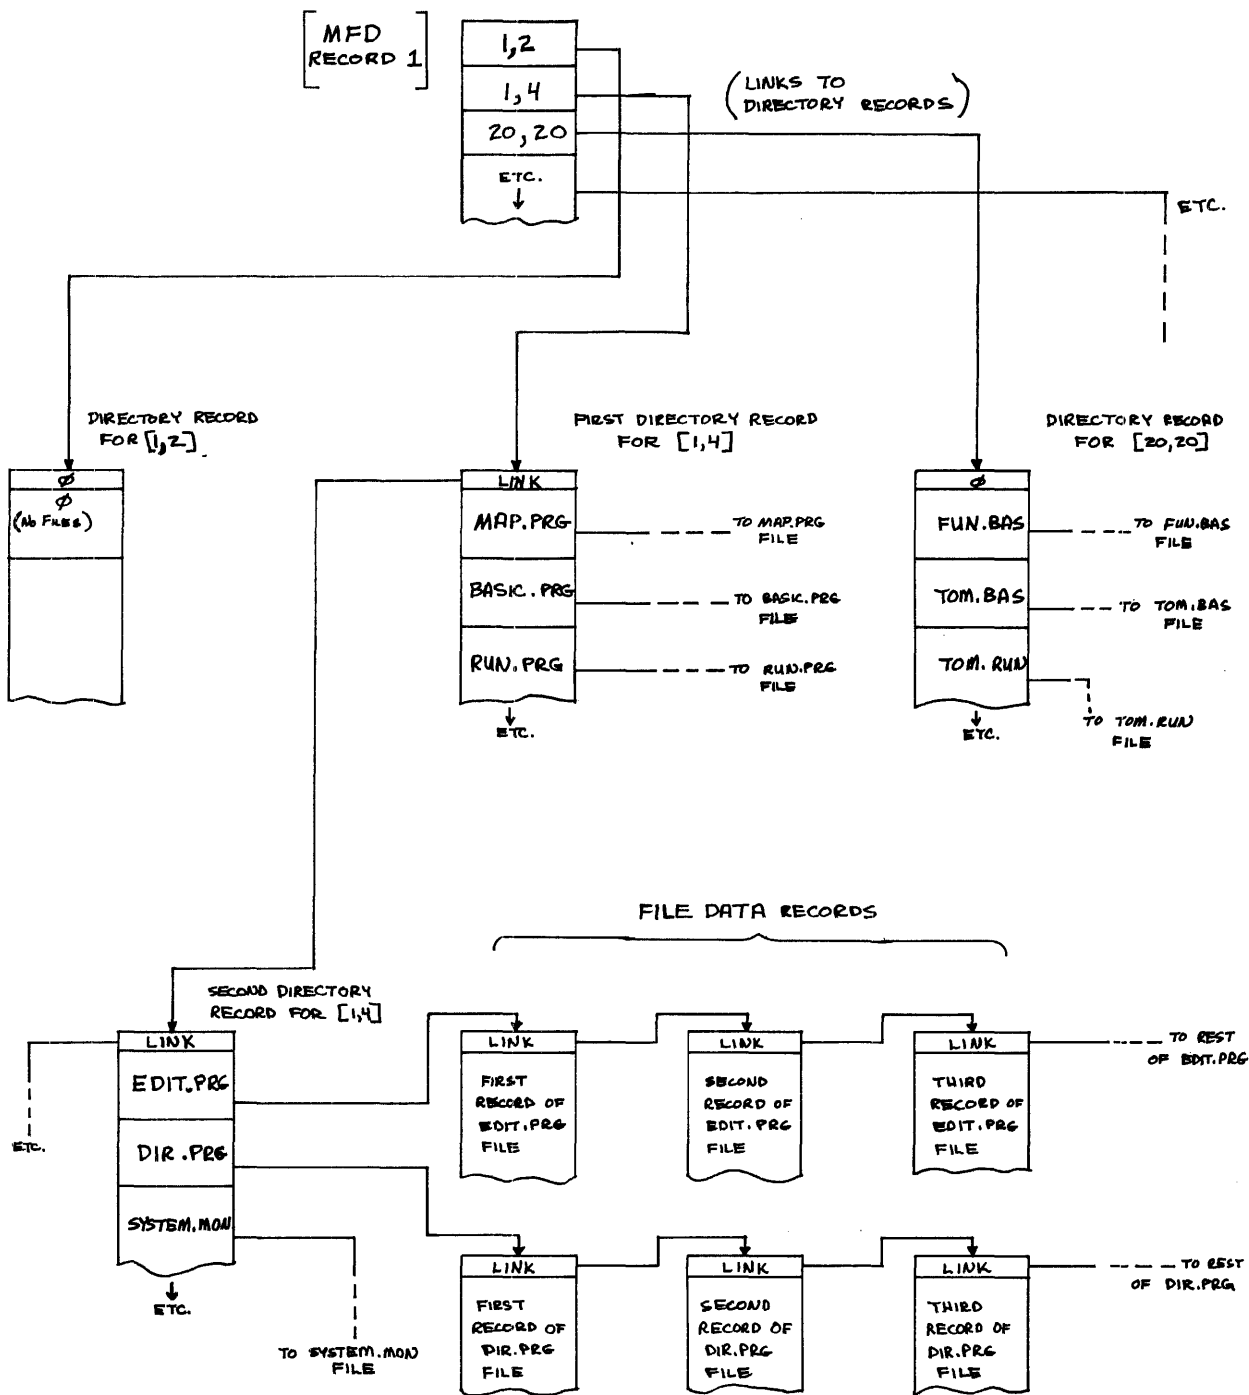 [MFD
RECORD 1]
1,2
1,4
20,20
ETC.
(LINKS TO
DIRECTORY RECORDS)
ETC.
DIRECTORY RECORD
FOR [1,2]
Ø
Ø
(NO FILES)
FIRST DIRECTORY RECORD
FOR [1,4]
LINK
MAP.PRG
TO MAP.PRG
FILE
BASIC.PRG
TO BASIC.PRG
FILE
RUN.PRG
TO RUN.PRG
FILE
ETC.
DIRECTORY RECORD
FOR [20,20]
Ø
FUN.BAS
TO FUN.BAS
FILE
TOM.BAS
TO TOM.BAS
FILE
TOM.RUN
TO TOM.RUN
FILE
ETC.
FILE DATA RECORDS
SECOND DIRECTORY
RECORD FOR [1,4]
LINK
EDIT.PRG
DIR.PRG
SYSTEM.MON
ETC.
ETC.
TO SYSTEM.MON
FILE
LINK
FIRST
RECORD OF
EDIT.PRG
FILE
LINK
SECOND
RECORD OF
EDIT.PRG
FILE
LINK
THIRD
RECORD OF
EDIT.PRG
FILE
TO REST
OF EDIT.PRG
LINK
FIRST
RECORD OF
DIR.PRG
FILE
LINK
SECOND
RECORD OF
DIR.PRG
FILE
LINK
THIRD
RECORD OF
DIR.PRG
FILE
TO REST
OF DIR.PRG